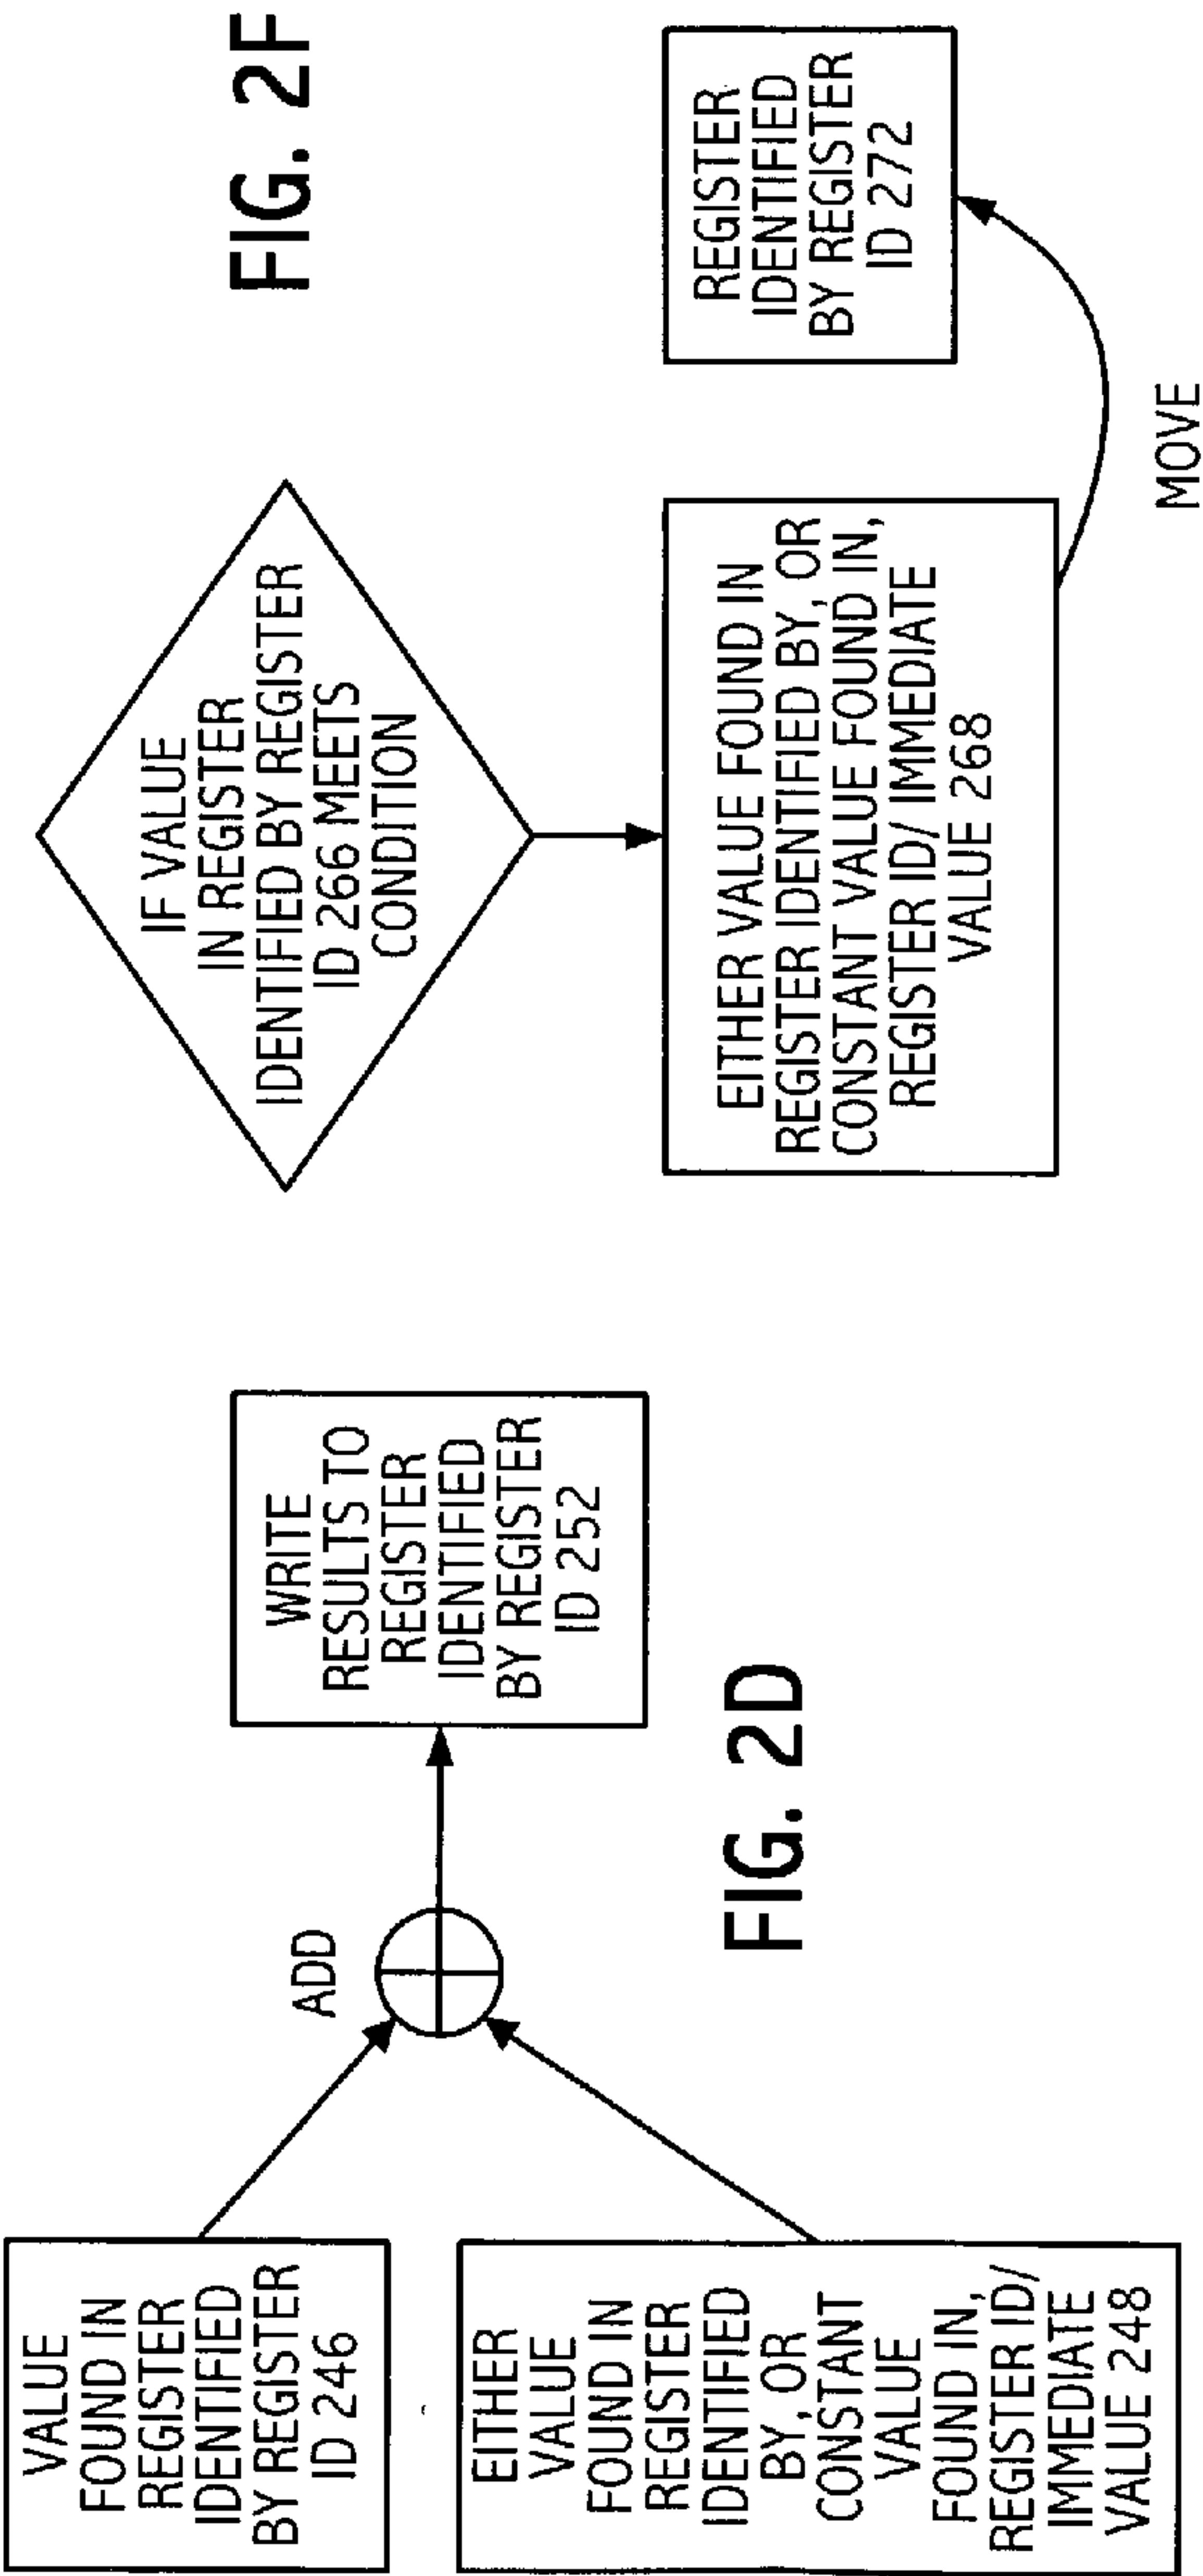 VALUE
FOUND IN
REGISTER
IDENTIFIED
BY REGISTER
ID 246
EITHER
VALUE
FOUND IN
REGISTER
IDENTIFIED
BY, OR
CONSTANT
VALUE
FOUND IN,
REGISTER ID/
IMMEDIATE
VALUE 248
ADD
WRITE
RESULTS TO
REGISTER
IDENTIFIED
BY REGISTER
ID 252
FIG. 2D
IF VALUE
IN REGISTER
IDENTIFIED BY REGISTER
ID 266 MEETS
CONDITION
EITHER VALUE FOUND IN
REGISTER IDENTIFIED BY, OR
CONSTANT VALUE FOUND IN,
REGISTER ID/ IMMEDIATE
VALUE 268
MOVE
REGISTER
IDENTIFIED
BY REGISTER
ID 272
FIG. 2F